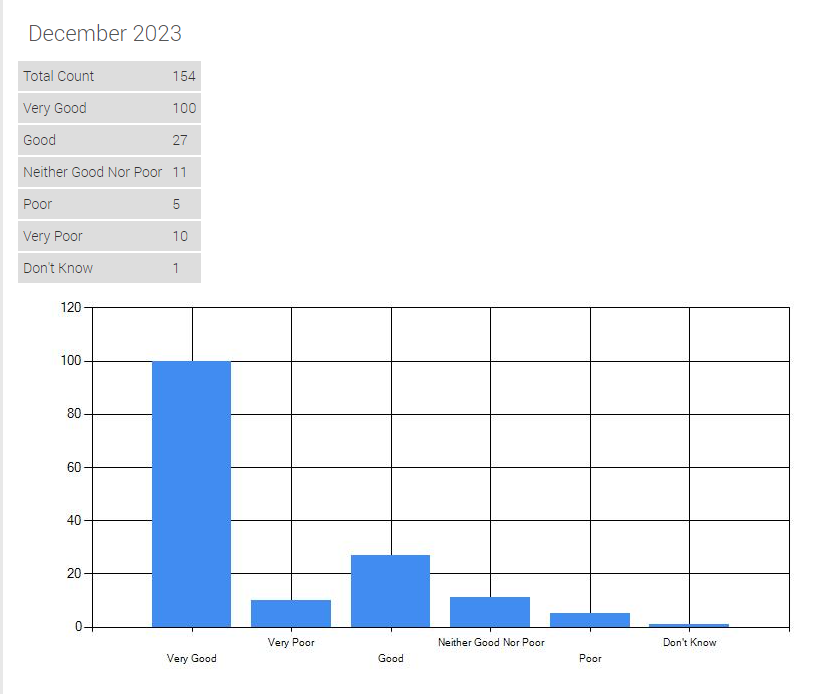 December 2023
Total Count 154
Very Good 100
Good 27
Neither Good Nor Poor 11
Poor 5
Very Poor 10
Don't Know 1
120
100
80
60
40
20
0
Very Poor Neither Good Nor Poor Don't Know
Very Good Good Poor